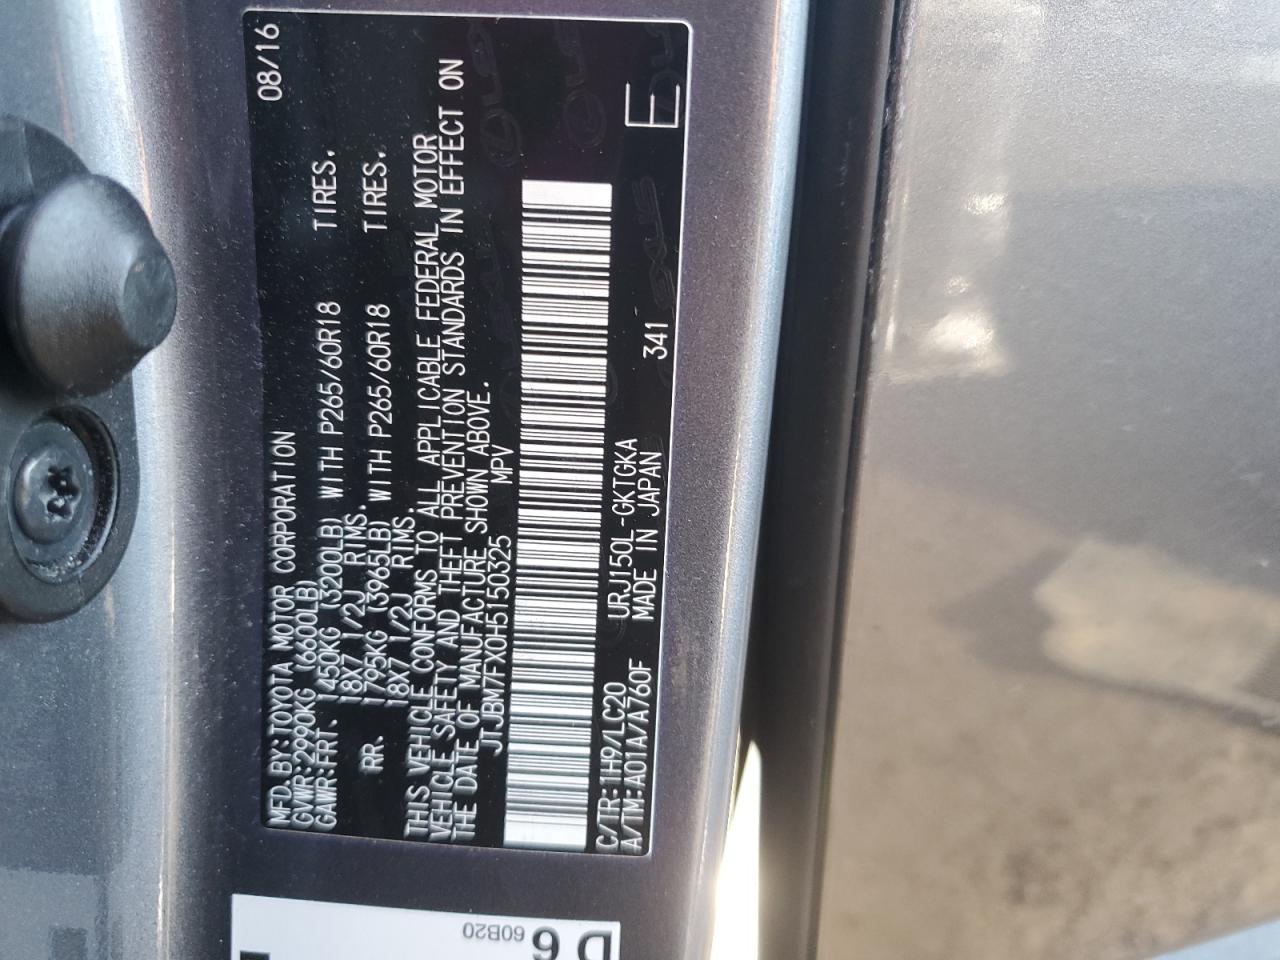 MFD. BY: TOYOTA MOTOR CORPORATION 08/16
GVWR: 2990KG (6600LB)
GAWR: FRT. 1450KG (3200LB) WITH P265/60R18 TIRES.
18X7 1/2J RIMS.
RR. 1795KG (3965LB) WITH P265/60R18 TIRES.
18X7 1/2J RIMS.
THIS VEHICLE CONFORMS TO ALL APPLICABLE FEDERAL MOTOR
VEHICLE SAFETY AND THEFT PREVENTION STANDARDS IN EFFECT ON
THE DATE OF MANUFACTURE SHOWN ABOVE.
JTJBM7FX0H5150325 MPV
C/TR: 1H9/LC20 URJ150L-GKTGKA 341 E
A/TM: A01A/A760F MADE IN JAPAN
60B20
D 6